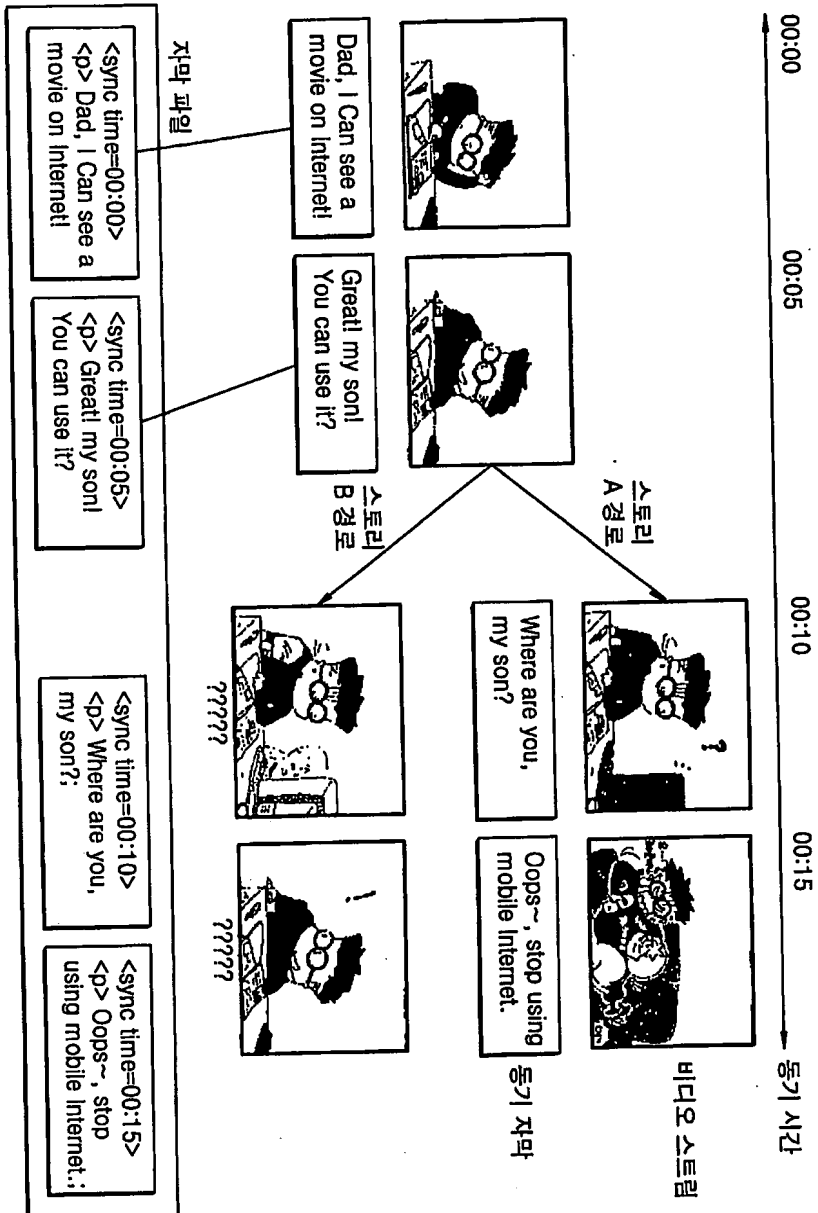 00:00
00:05
00:10
00:15
동기 시간
비디오 스트림
스토리
A 경로
Where are you,
my son?
Oops~, stop using
mobile Internet.
동기 자막
Dad, I Can see a
movie on Internet!
Great! my son!
You can use it?
스토리
B 경로
?????
?????
자막 파일
<sync time=00:00>
<p> Dad, I Can see a
movie on Internet!
<sync time=00:05>
<p> Great! my son!
You can use it?
<sync time=00:10>
<p> Where are you,
my son?;
<sync time=00:15>
<p> Oops~, stop
using mobile Internet.;